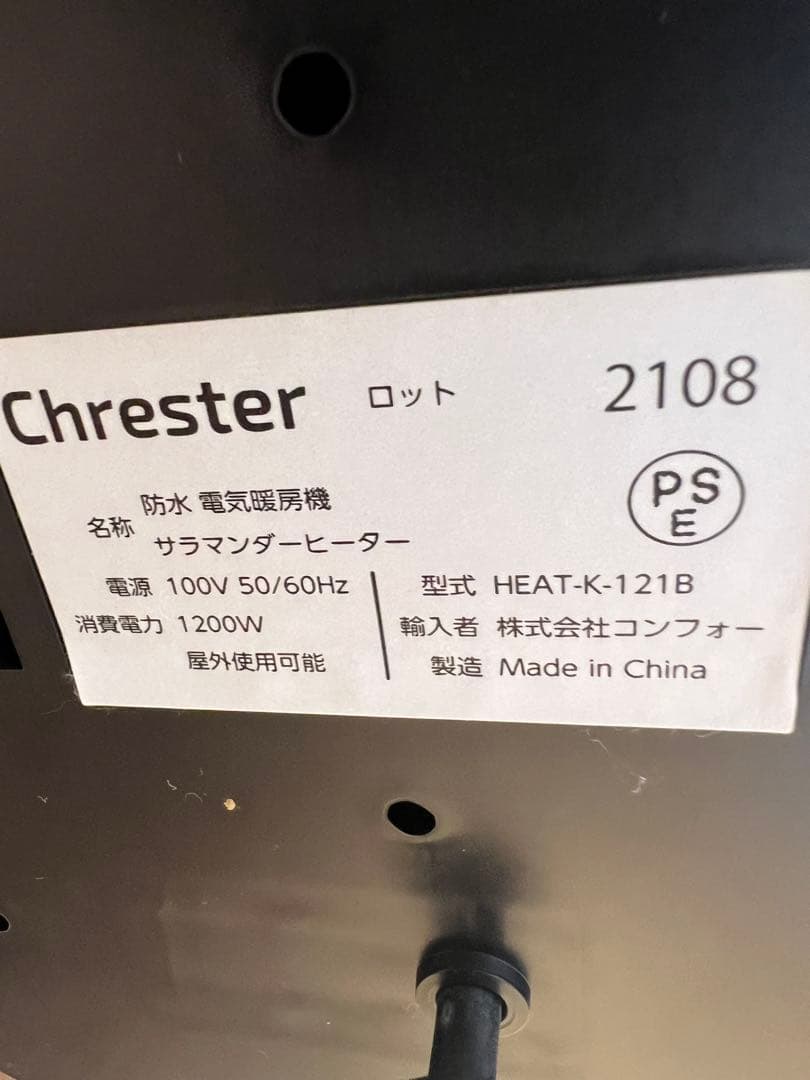 Chrester ロット 2108
PS
E
名称 防水 電気暖房機
サラマンダーヒーター
電源 100V 50/60Hz
消費電力 1200W
屋外使用可能
型式 HEAT-K-121B
輸入者 株式会社コンフォー
製造 Made in China